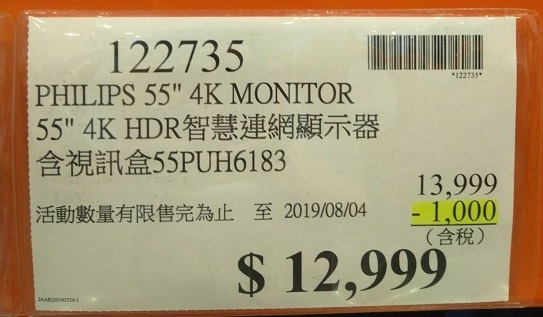 122735
*122735*
PHILIPS 55" 4K MONITOR
55" 4K HDR智慧連網顯示器
含視訊盒55PUH6183
13,999
活動數量有限售完為止 至 2019/08/04
- 1,000
(含稅)
$ 12,999
24AR20190729-1